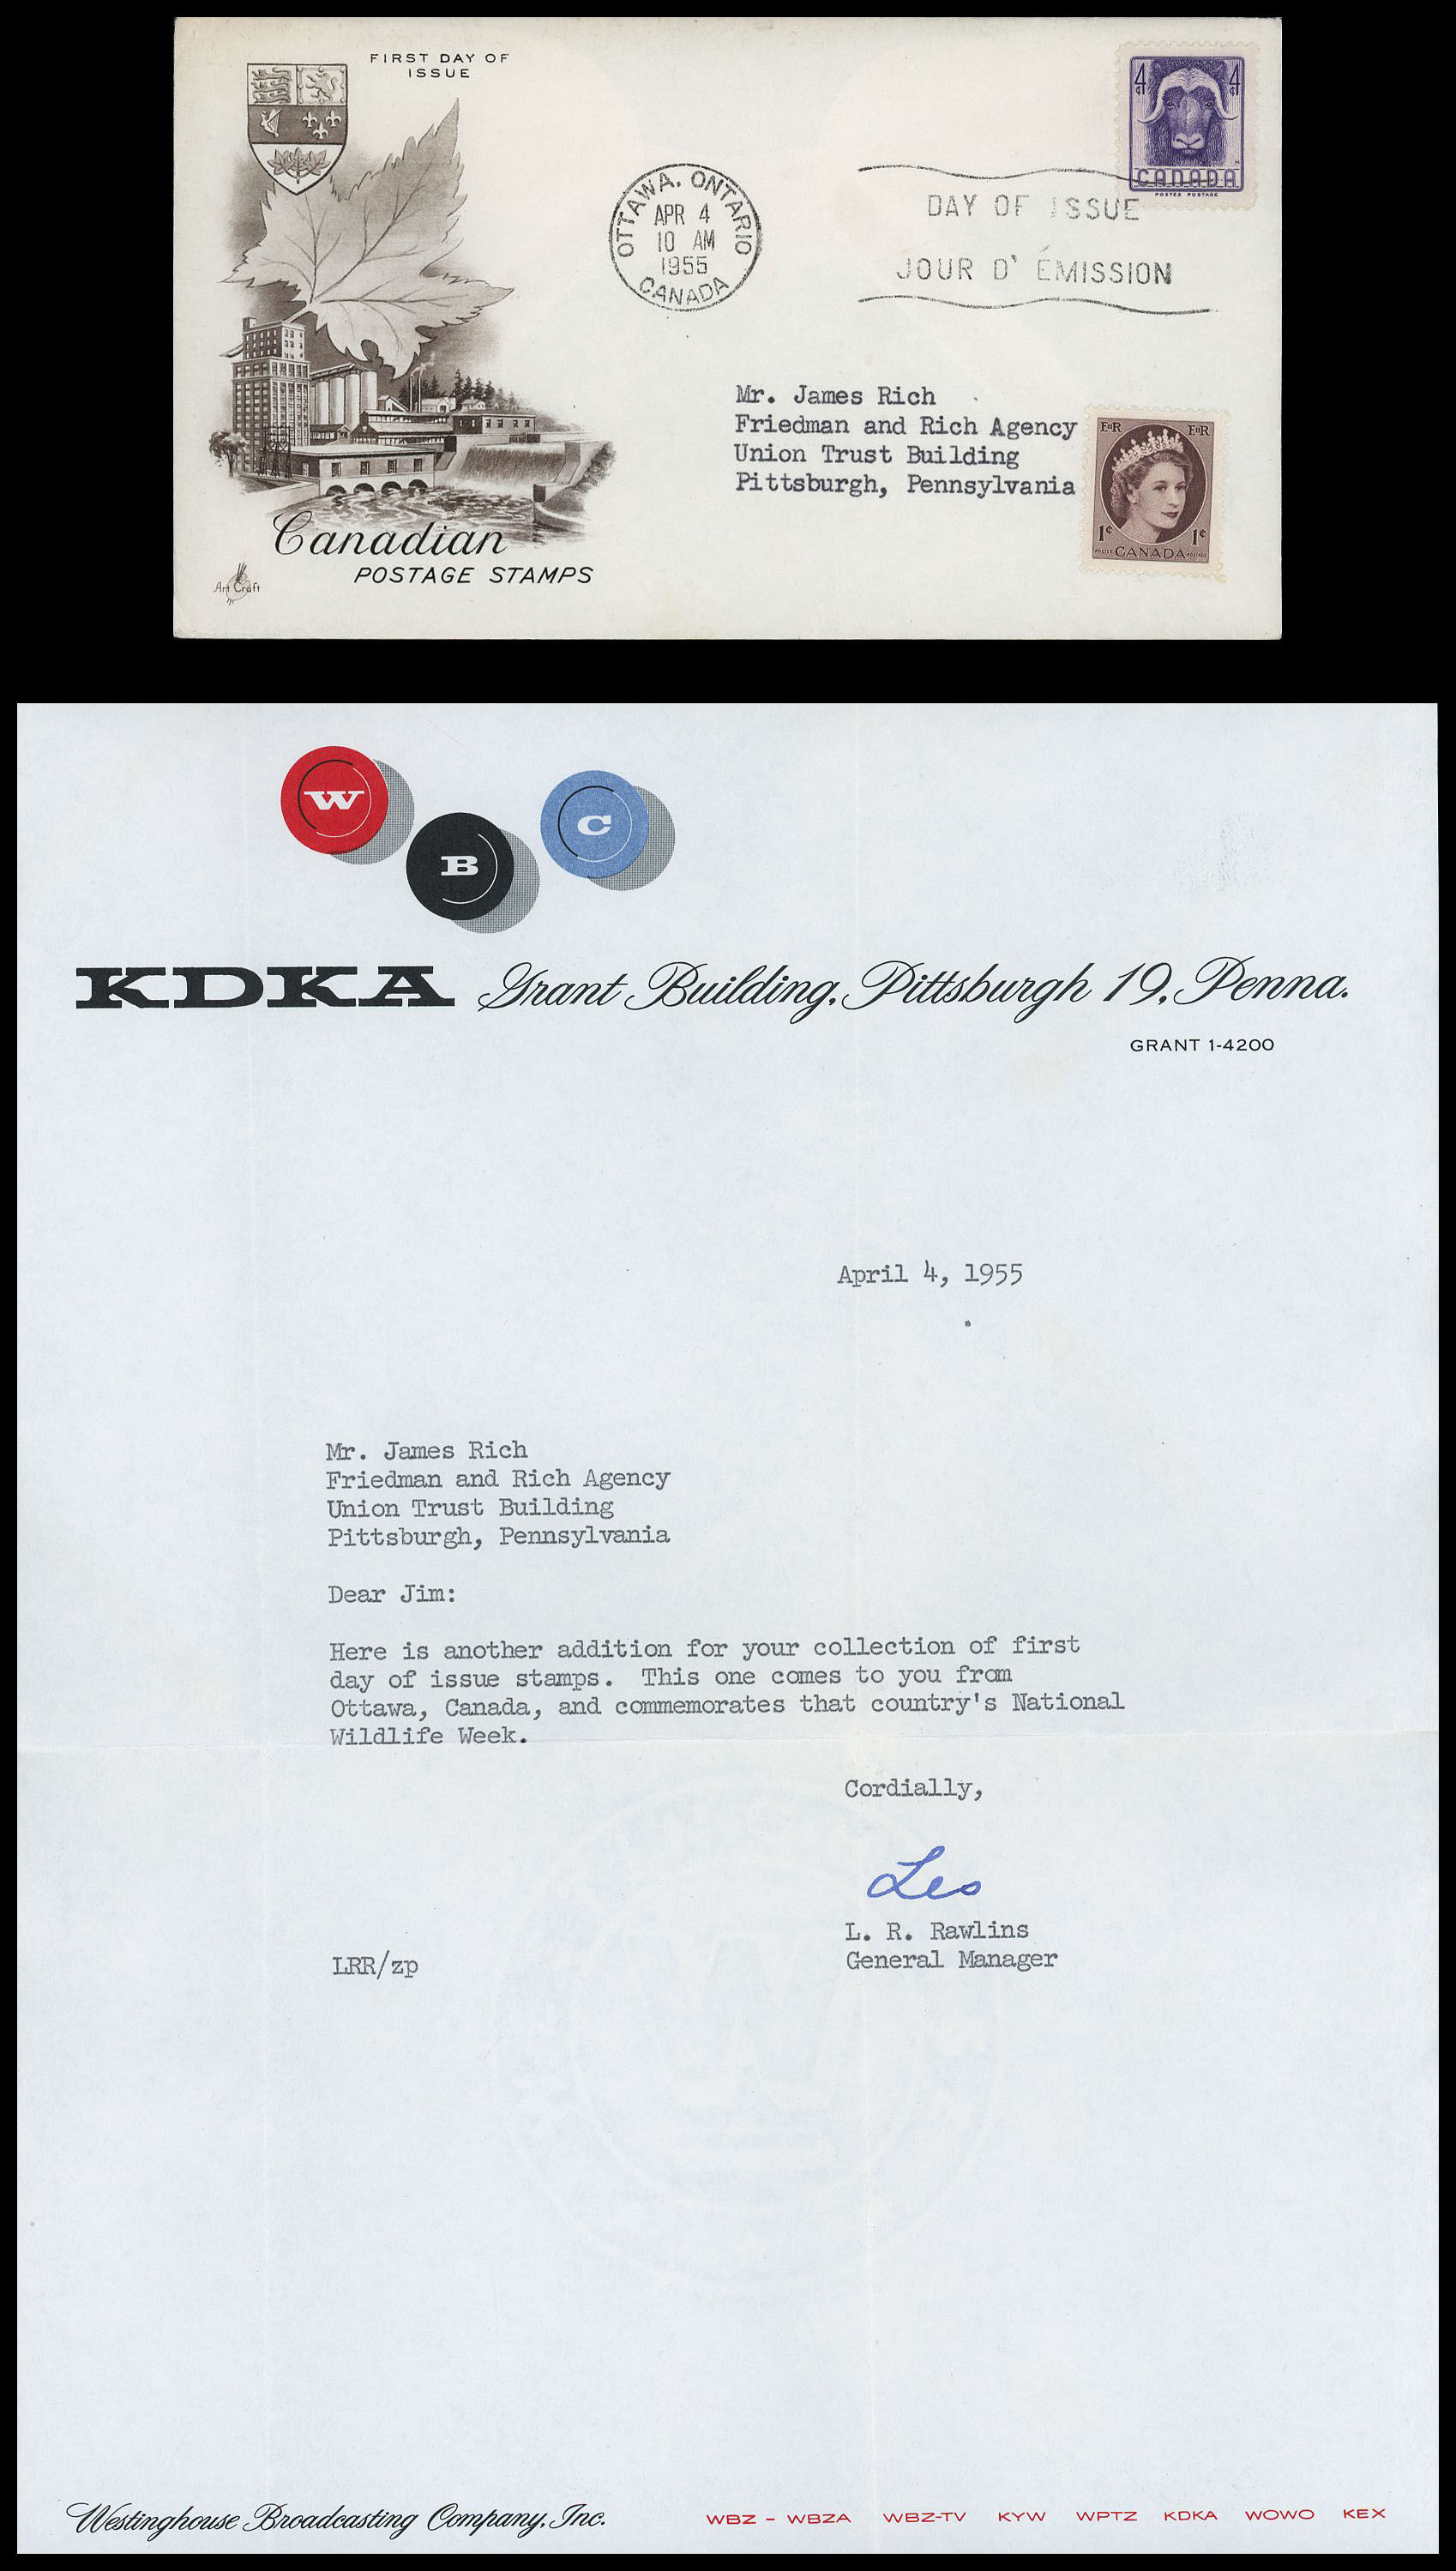 FIRST DAY OF
ISSUE
4¢ 4¢
CANADA
POSTES POSTAGE
OTTAWA, ONTARIO
APR 4
10 AM
1955
CANADA
DAY OF ISSUE
JOUR D' ÉMISSION
Mr. James Rich
Friedman and Rich Agency
Union Trust Building
Pittsburgh, Pennsylvania
EIIR EIIR
1¢ 1¢
POSTES CANADA POSTAGE
Canadian
POSTAGE STAMPS
Art Craft
W
B
C
KDKA Grant Building, Pittsburgh 19, Penna.
GRANT 1-4200
April 4, 1955
Mr. James Rich
Friedman and Rich Agency
Union Trust Building
Pittsburgh, Pennsylvania
Dear Jim:
Here is another addition for your collection of first
day of issue stamps. This one comes to you from
Ottawa, Canada, and commemorates that country's National
Wildlife Week.
Cordially,
Les
L. R. Rawlins
General Manager
LRR/zp
Westinghouse Broadcasting Company, Inc. WBZ - WBZA WBZ-TV KYW WPTZ KDKA WOWO KEX